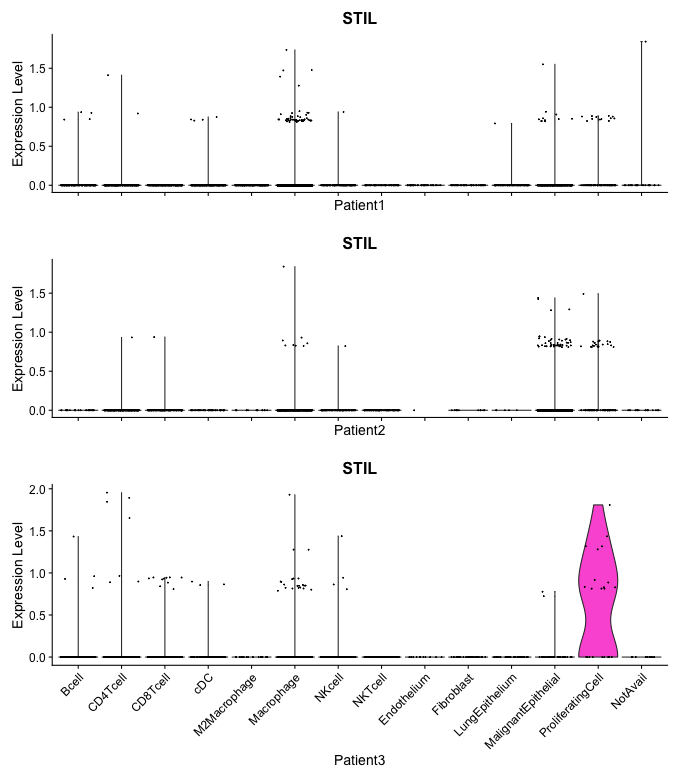 STIL
Expression Level
1.5
1.0
0.5
0.0
Patient1
STIL
Expression Level
1.5
1.0
0.5
0.0
Patient2
STIL
Expression Level
2.0
1.5
1.0
0.5
0.0
Bcell
CD4Tcell
CD8Tcell
cDC
M2Macrophage
Macrophage
NKcell
NKTcell
Endothelium
Fibroblast
LungEpithelium
MalignantEpithelial
ProliferatingCell
NotAvail
Patient3